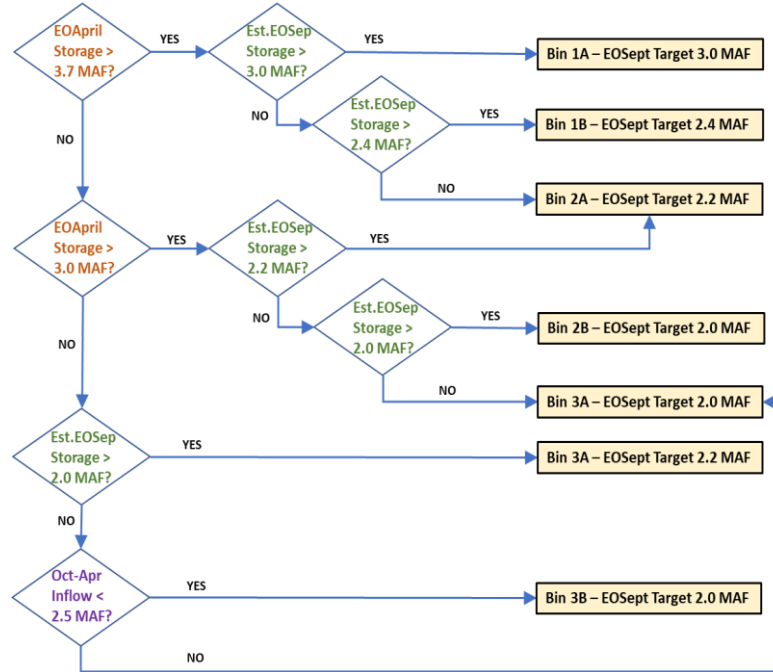 EOApril
Storage >
3.7 MAF?
YES
Est.EOSep
Storage >
3.0 MAF?
YES
Bin 1A – EOSept Target 3.0 MAF
NO
Est.EOSep
Storage >
2.4 MAF?
YES
Bin 1B – EOSept Target 2.4 MAF
NO
NO
Bin 2A – EOSept Target 2.2 MAF
EOApril
Storage >
3.0 MAF?
YES
Est.EOSep
Storage >
2.2 MAF?
YES
NO
Est.EOSep
Storage >
2.0 MAF?
YES
Bin 2B – EOSept Target 2.0 MAF
NO
NO
Bin 3A – EOSept Target 2.0 MAF
Est.EOSep
Storage >
2.0 MAF?
YES
Bin 3A – EOSept Target 2.2 MAF
NO
Oct-Apr
Inflow <
2.5 MAF?
YES
Bin 3B – EOSept Target 2.0 MAF
NO